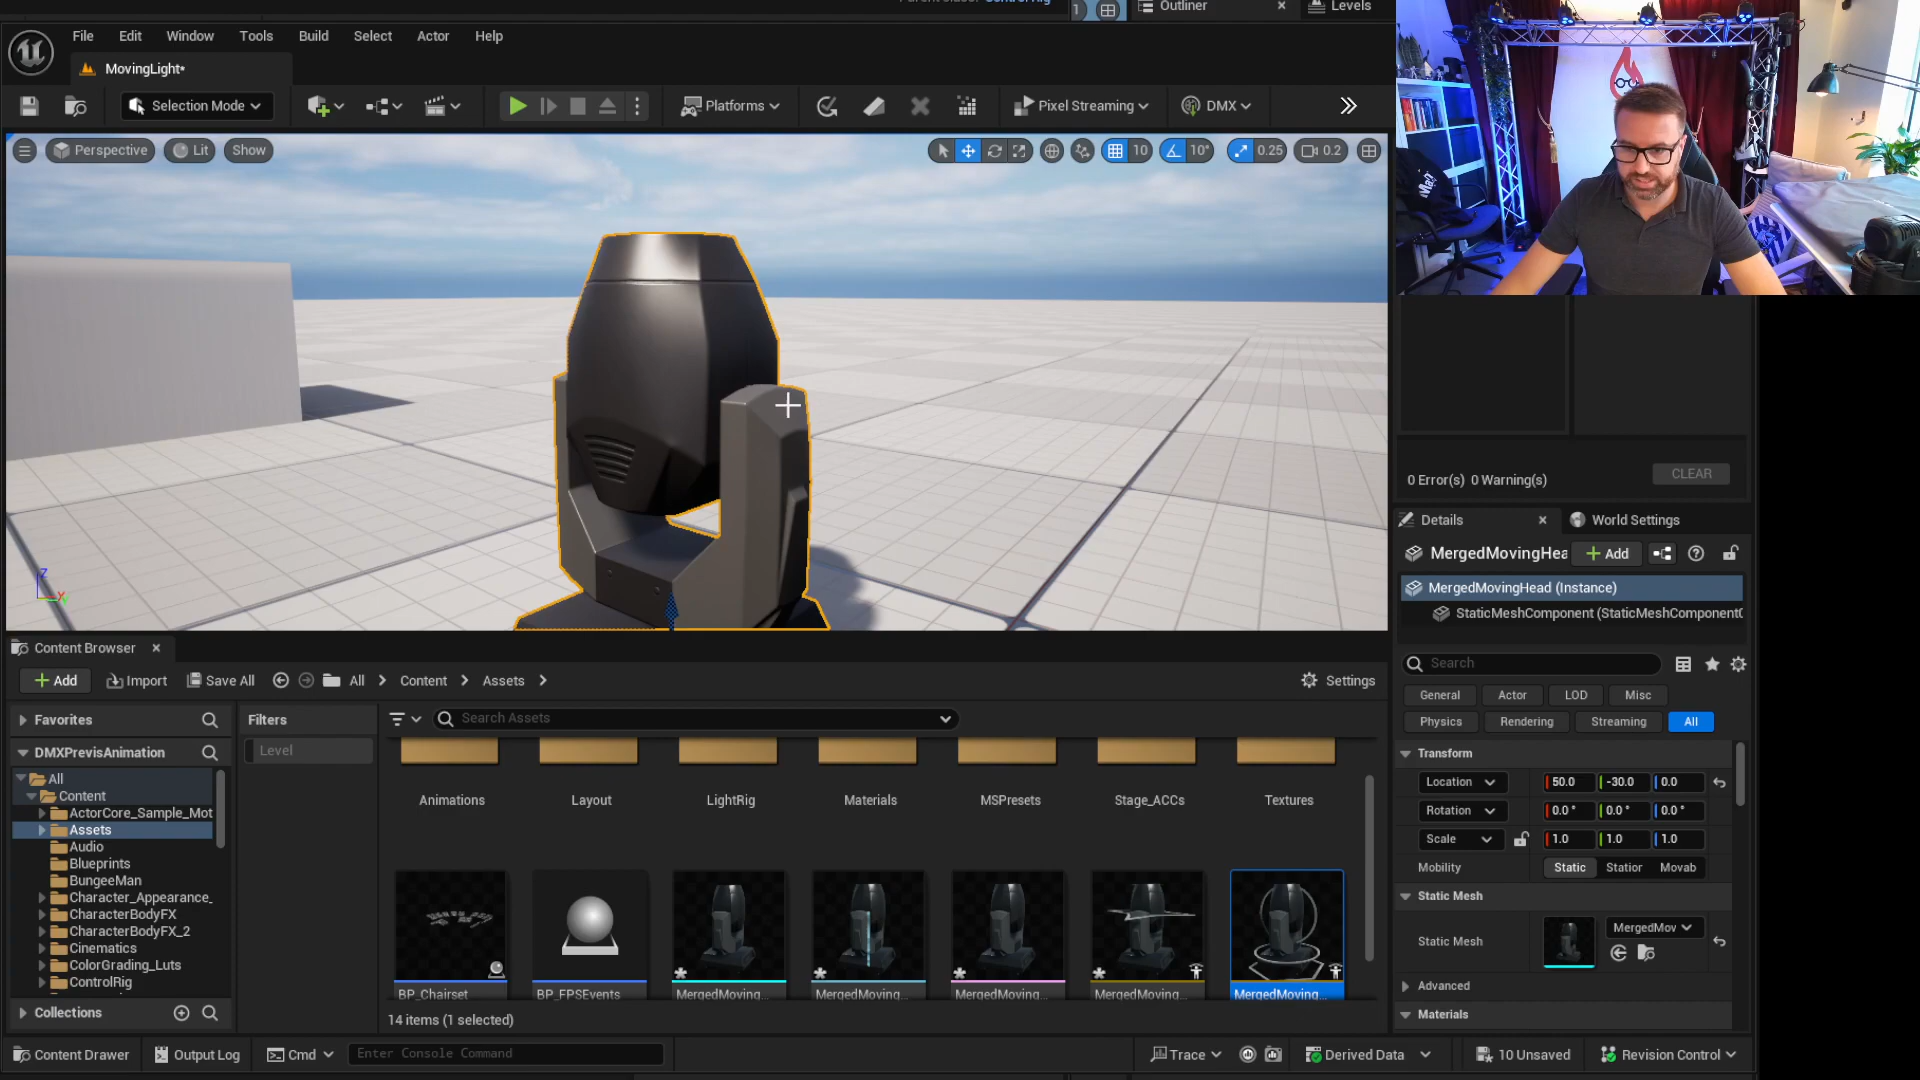 1
Outliner
Levels
File Edit Window Tools Build Select Actor Help
MovingLight*
Selection Mode
Platforms
Pixel Streaming
DMX
Perspective
Lit
Show
10
10°
0.25
0.2
Z
Y
0 Error(s) 0 Warning(s)
CLEAR
Details
World Settings
MergedMovingHea
Add
MergedMovingHead (Instance)
StaticMeshComponent (StaticMeshComponent0
Search
General Actor LOD Misc
Physics Rendering Streaming All
Transform
Location 50.0 -30.0 0.0
Rotation 0.0 ° 0.0 ° 0.0 °
Scale 1.0 1.0 1.0
Mobility Static Station Movab
Static Mesh
Static Mesh
MergedMov
Advanced
Materials
Content Browser
Add Import Save All All Content Assets Settings
Favorites
DMXPrevisAnimation
All
Content
ActorCore_Sample_Mot
Assets
Audio
Blueprints
BungeeMan
Character_Appearance_
CharacterBodyFX
CharacterBodyFX_2
Cinematics
ColorGrading_Luts
ControlRig
Collections
Filters
Level
Search Assets
Animations Layout LightRig Materials MSPresets Stage_ACCs Textures
BP_Chairset BP_FPSEvents MergedMoving... MergedMoving... MergedMoving... MergedMoving... MergedMoving...
14 items (1 selected)
Content Drawer Output Log Cmd Enter Console Command Trace Derived Data 10 Unsaved Revision Control